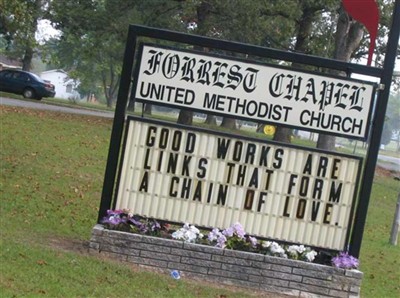 Forrest Chapel
United Methodist Church
Good Works Are
Links That Form
A Chain Of Love.